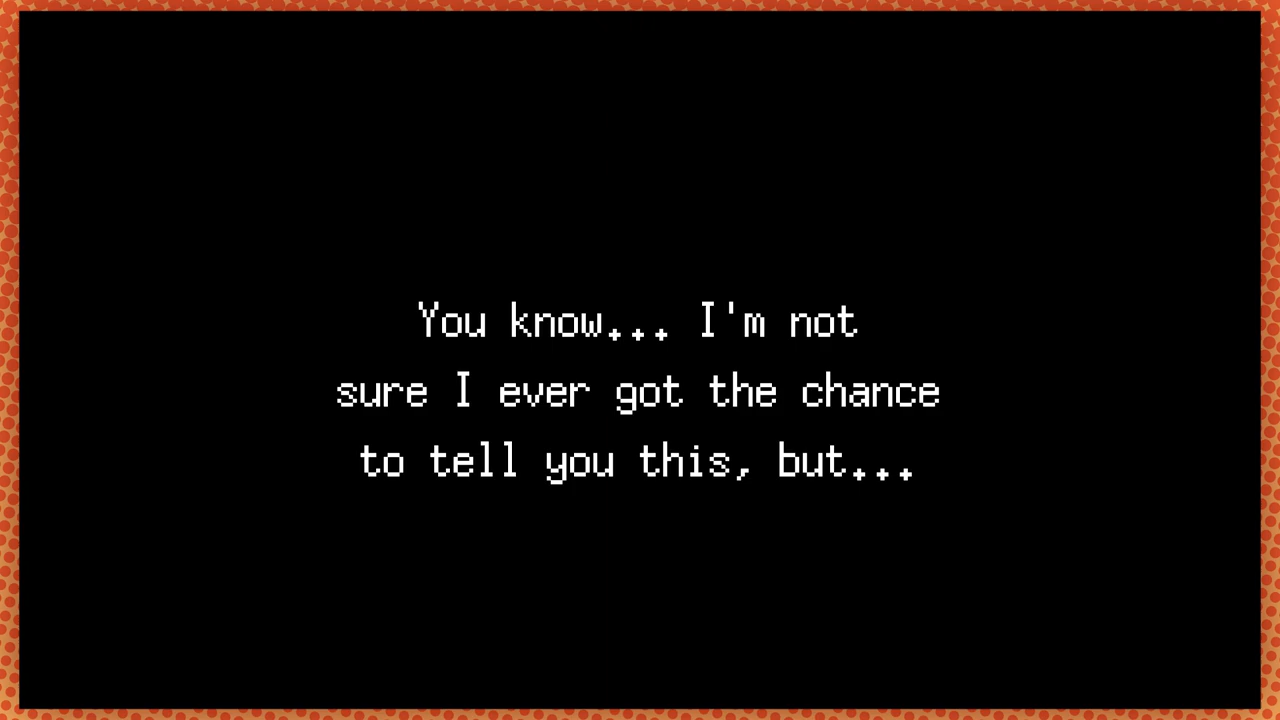 You know... I'm not
sure I ever got the chance
to tell you this, but...